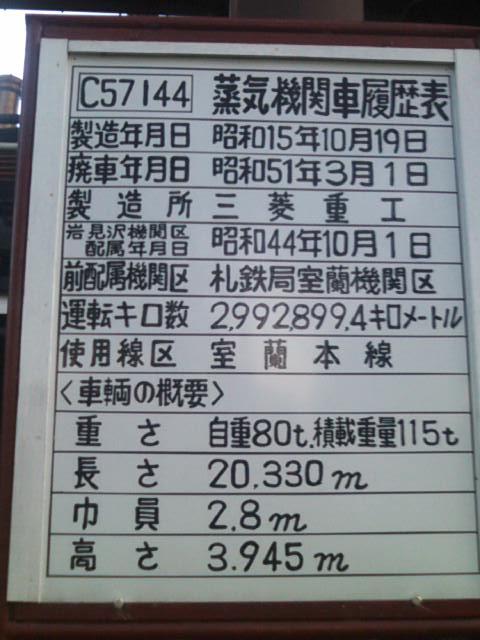 C57144 蒸気機関車履歴表
製造年月日 昭和15年10月19日
廃車年月日 昭和51年3月1日
製造所 三菱重工
岩見沢機関区
配属年月日 昭和44年10月1日
前配属機関区 札鉄局室蘭機関区
運転キロ数 2,992,899.4キロメートル
使用線区 室蘭本線
〈車輌の概要〉
重さ 自重80t.積載重量115t
長さ 20.330m
巾員 2.8m
高さ 3.945m